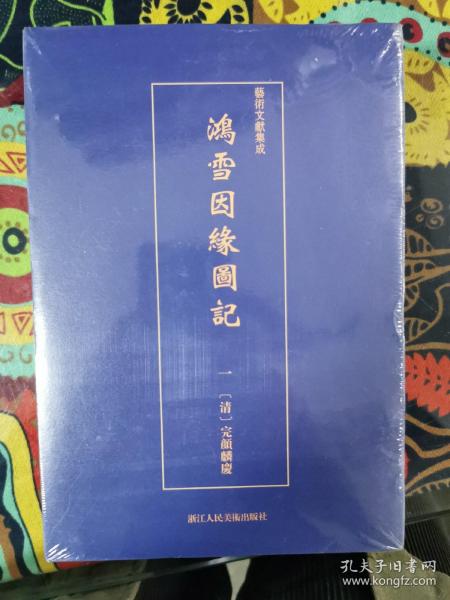 藝術文獻集成
鴻雪因緣圖記
一
〔清〕完顏麟慶
浙江人民美術出版社
孔夫子旧书网
www.kongfz.com